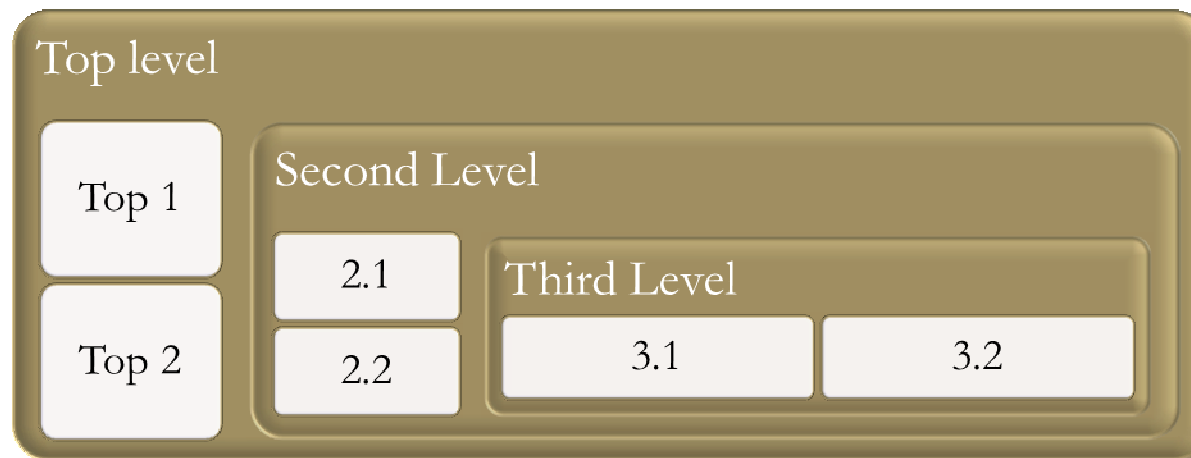 Top level
Top 1
Top 2
Second Level
2.1
2.2
Third Level
3.1
3.2